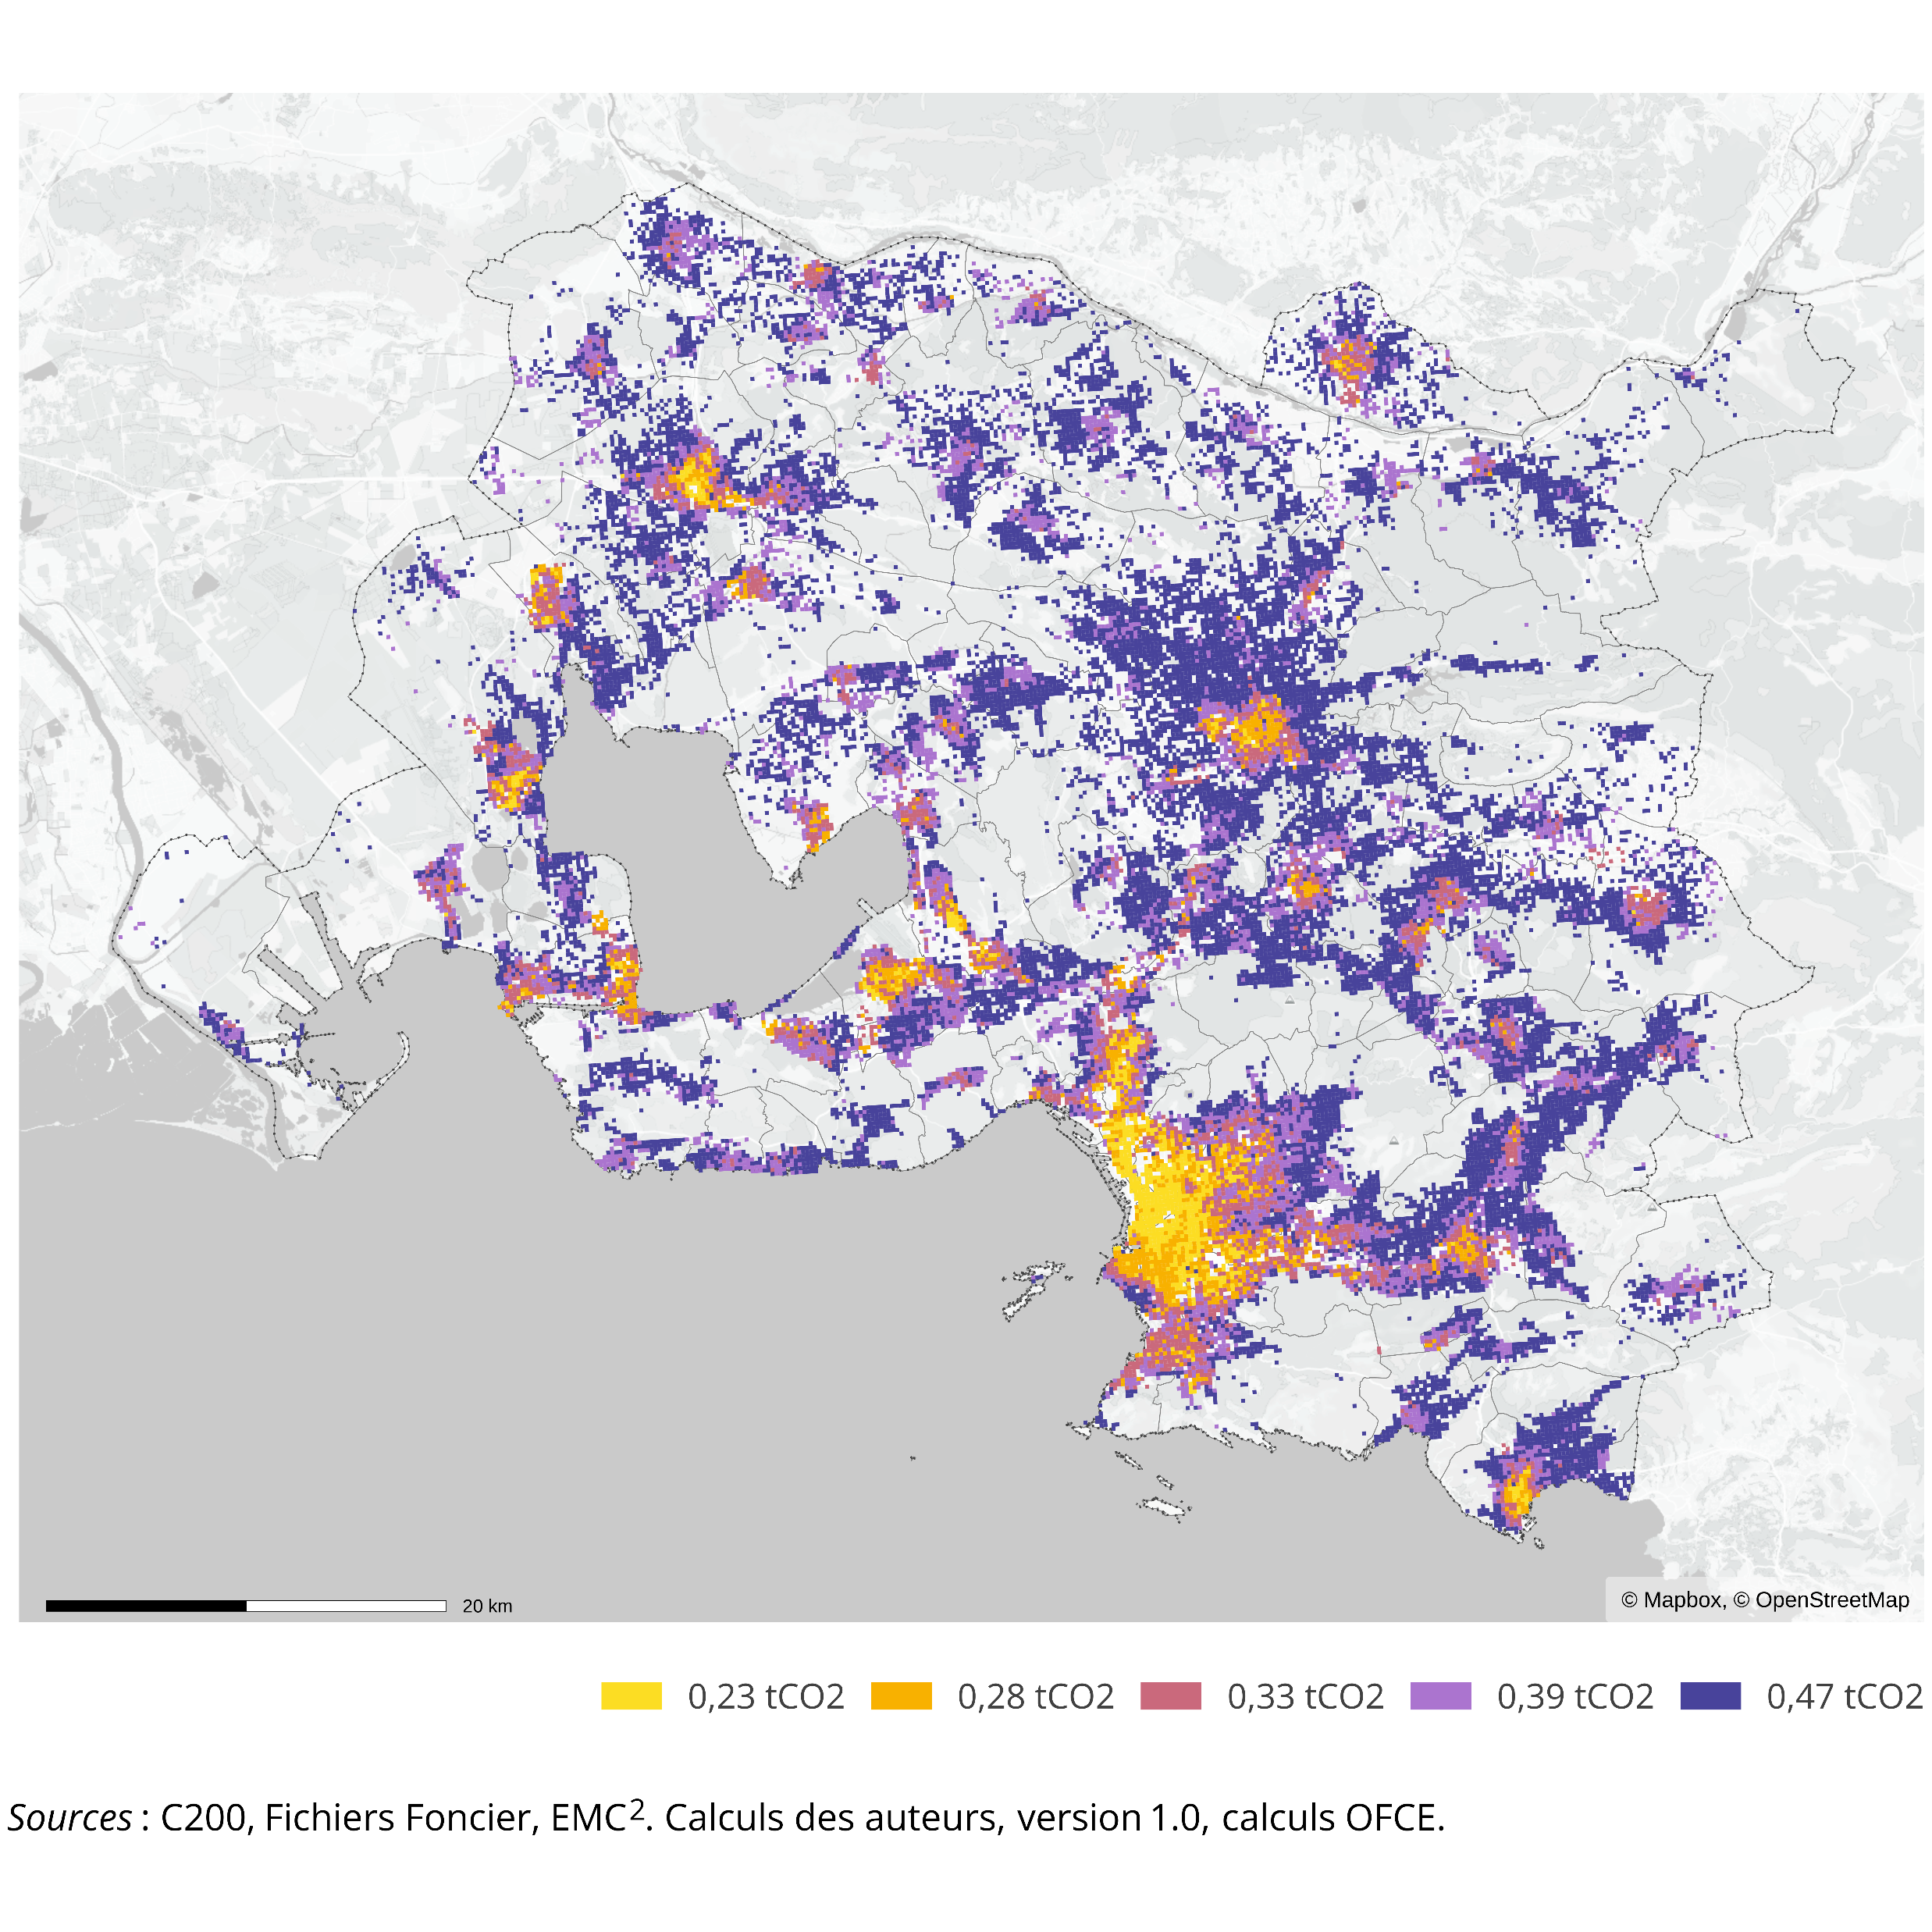 20 km
© Mapbox, © OpenStreetMap
0,23 tCO2 0,28 tCO2 0,33 tCO2 0,39 tCO2 0,47 tCO2
Sources : C200, Fichiers Foncier, EMC². Calculs des auteurs, version 1.0, calculs OFCE.